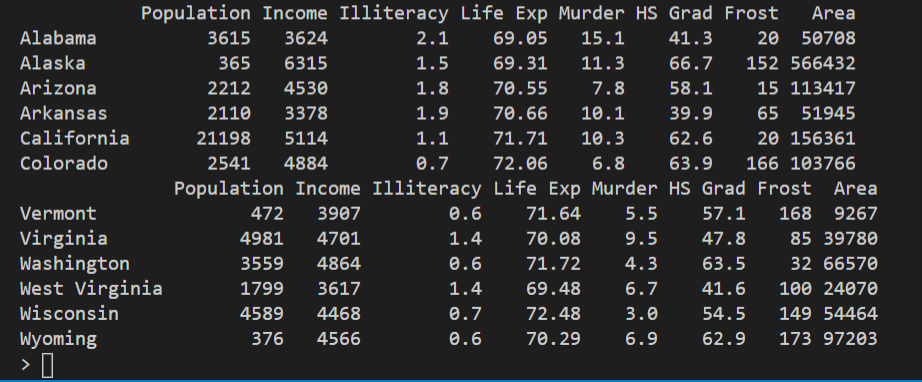 Population Income Illiteracy Life Exp Murder HS Grad Frost Area
Alabama 3615 3624 2.1 69.05 15.1 41.3 20 50708
Alaska 365 6315 1.5 69.31 11.3 66.7 152 566432
Arizona 2212 4530 1.8 70.55 7.8 58.1 15 113417
Arkansas 2110 3378 1.9 70.66 10.1 39.9 65 51945
California 21198 5114 1.1 71.71 10.3 62.6 20 156361
Colorado 2541 4884 0.7 72.06 6.8 63.9 166 103766
Population Income Illiteracy Life Exp Murder HS Grad Frost Area
Vermont 472 3907 0.6 71.64 5.5 57.1 168 9267
Virginia 4981 4701 1.4 70.08 9.5 47.8 85 39780
Washington 3559 4864 0.6 71.72 4.3 63.5 32 66570
West Virginia 1799 3617 1.4 69.48 6.7 41.6 100 24070
Wisconsin 4589 4468 0.7 72.48 3.0 54.5 149 54464
Wyoming 376 4566 0.6 70.29 6.9 62.9 173 97203
>